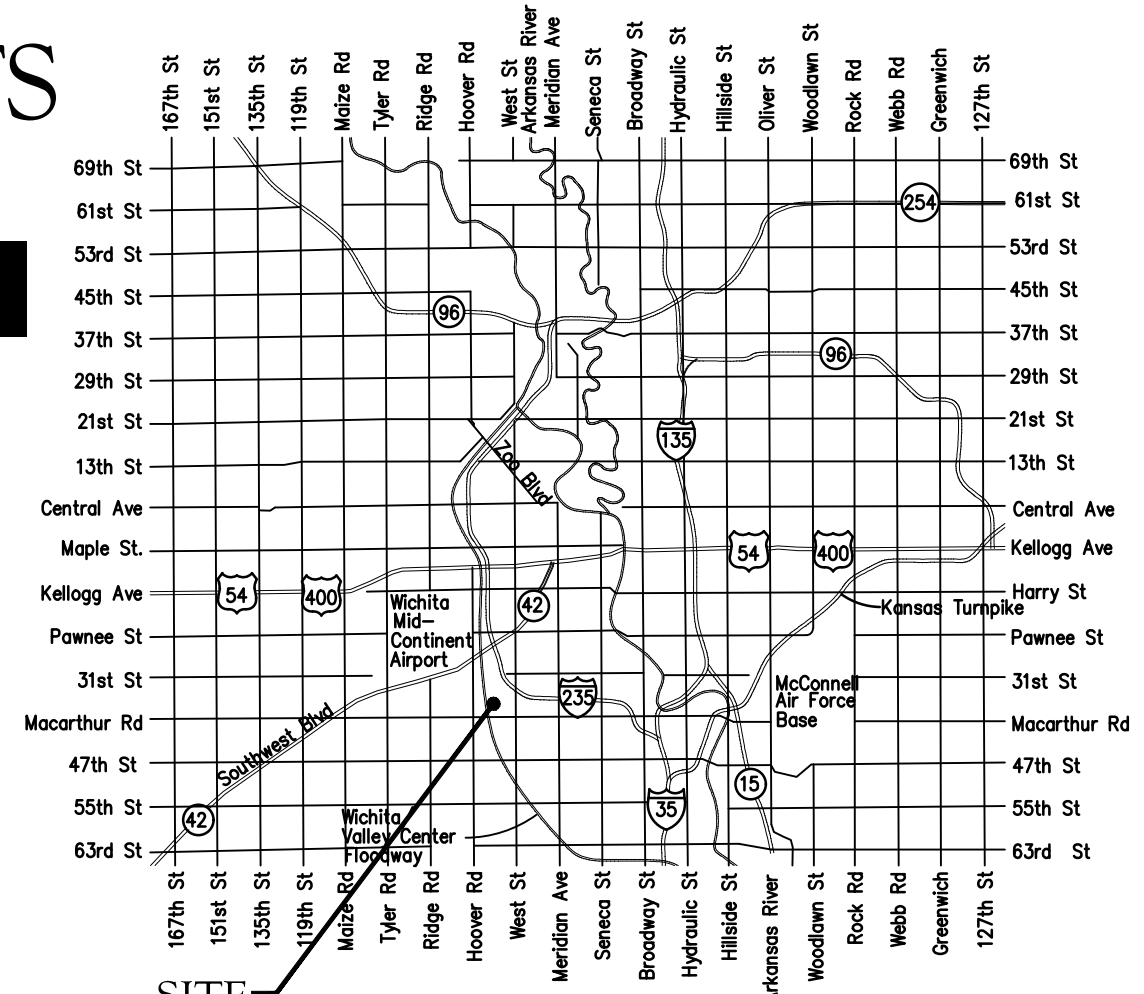 TS
167th St
151st St
135th St
119th St
Maize Rd
Tyler Rd
Ridge Rd
Hoover Rd
West St
Arkansas River
Meridian Ave
Seneca St
Broadway St
Hydraulic St
Hillside St
Oliver St
Woodlawn St
Rock Rd
Webb Rd
Greenwich
127th St
69th St
69th St
61st St
254
61st St
53rd St
53rd St
45th St
45th St
96
37th St
37th St
96
29th St
29th St
21st St
21st St
135
13th St
13th St
Zoo Blvd
Central Ave
Central Ave
Maple St.
54
400
Kellogg Ave
Kellogg Ave
54
400
Wichita
Mid-
Continent
Airport
42
Harry St
Kansas Turnpike
Pawnee St
Pawnee St
31st St
235
McConnell
Air Force
Base
31st St
Macarthur Rd
Southwest Blvd
Macarthur Rd
47th St
15
47th St
55th St
42
35
55th St
Wichita
Valley Center
Floodway
63rd St
63rd St
167th St
151st St
135th St
119th St
Maize Rd
Tyler Rd
Ridge Rd
Hoover Rd
West St
Meridian Ave
Seneca St
Broadway St
Hydraulic St
Hillside St
rkansas River
Woodlawn St
Rock Rd
Webb Rd
Greenwich
127th St
SITE